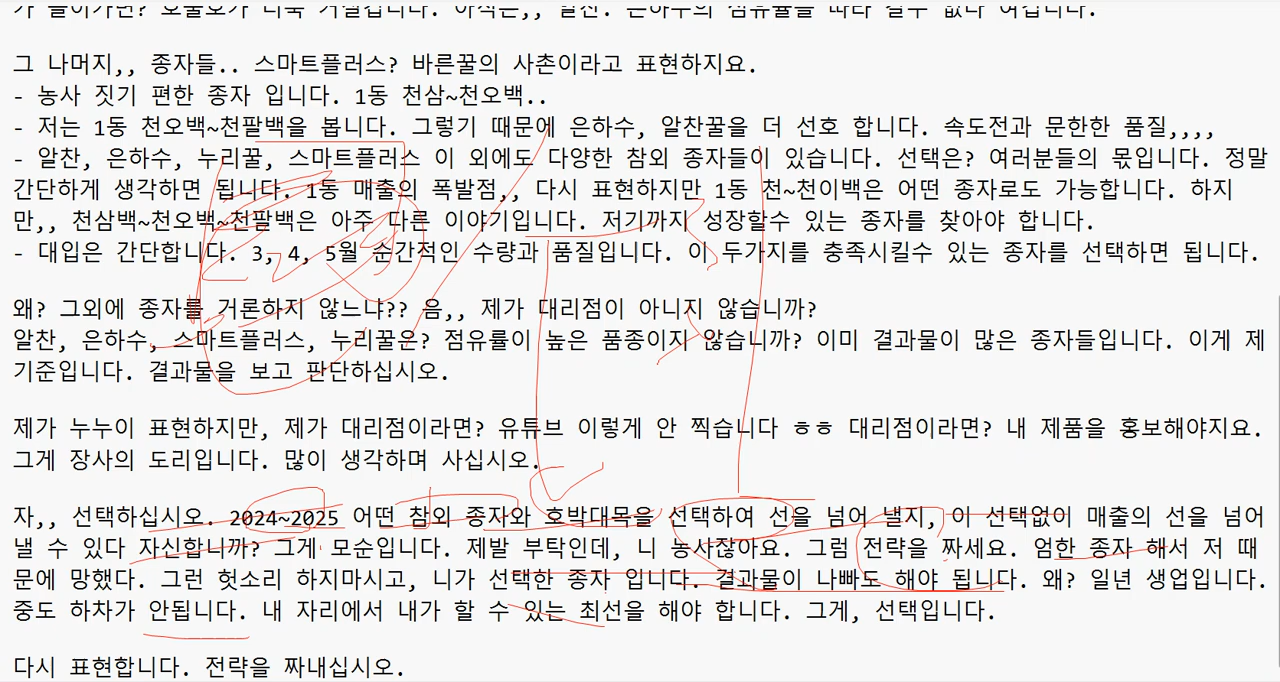 그 나머지,, 종자들.. 스마트플러스? 바른꿀의 사촌이라고 표현하지요.
- 농사 짓기 편한 종자 입니다. 1동 천삼~천오백..
- 저는 1동 천오백~천팔백을 봅니다. 그렇기 때문에 은하수, 알찬꿀을 더 선호 합니다. 속도전과 문한한 품질,,,,
- 알찬, 은하수, 누리꿀, 스마트플러스 이 외에도 다양한 참외 종자들이 있습니다. 선택은? 여러분들의 몫입니다. 정말
간단하게 생각하면 됩니다. 1동 매출의 폭발점,, 다시 표현하지만 1동 천~천이백은 어떤 종자로도 가능합니다. 하지
만,, 천삼백~천오백~천팔백은 아주 다른 이야기입니다. 저기까지 성장할수 있는 종자를 찾아야 합니다.
- 대입은 간단합니다. 3, 4, 5월 순간적인 수량과 품질입니다. 이 두가지를 충족시킬수 있는 종자를 선택하면 됩니다.
왜? 그외에 종자를 거론하지 않느냐?? 음,, 제가 대리점이 아니지 않습니까?
알찬, 은하수, 스마트플러스, 누리꿀은? 점유률이 높은 품종이지 않습니까? 이미 결과물이 많은 종자들입니다. 이게 제
기준입니다. 결과물을 보고 판단하십시오.
제가 누누이 표현하지만, 제가 대리점이라면? 유튜브 이렇게 안 찍습니다 ㅎㅎ 대리점이라면? 내 제품을 홍보해야지요.
그게 장사의 도리입니다. 많이 생각하며 사십시오.
자,, 선택하십시오. 2024~2025 어떤 참외 종자와 호박대목을 선택하여 선을 넘어 낼지, 이 선택없이 매출의 선을 넘어
낼 수 있다 자신합니까? 그게 모순입니다. 제발 부탁인데, 니 농사잖아요. 그럼 전략을 짜세요. 엄한 종자 해서 저 때
문에 망했다. 그런 헛소리 하지마시고, 니가 선택한 종자 입니다. 결과물이 나빠도 해야 됩니다. 왜? 일년 생업입니다.
중도 하차가 안됩니다. 내 자리에서 내가 할 수 있는 최선을 해야 합니다. 그게, 선택입니다.
다시 표현합니다. 전략을 짜내십시오.